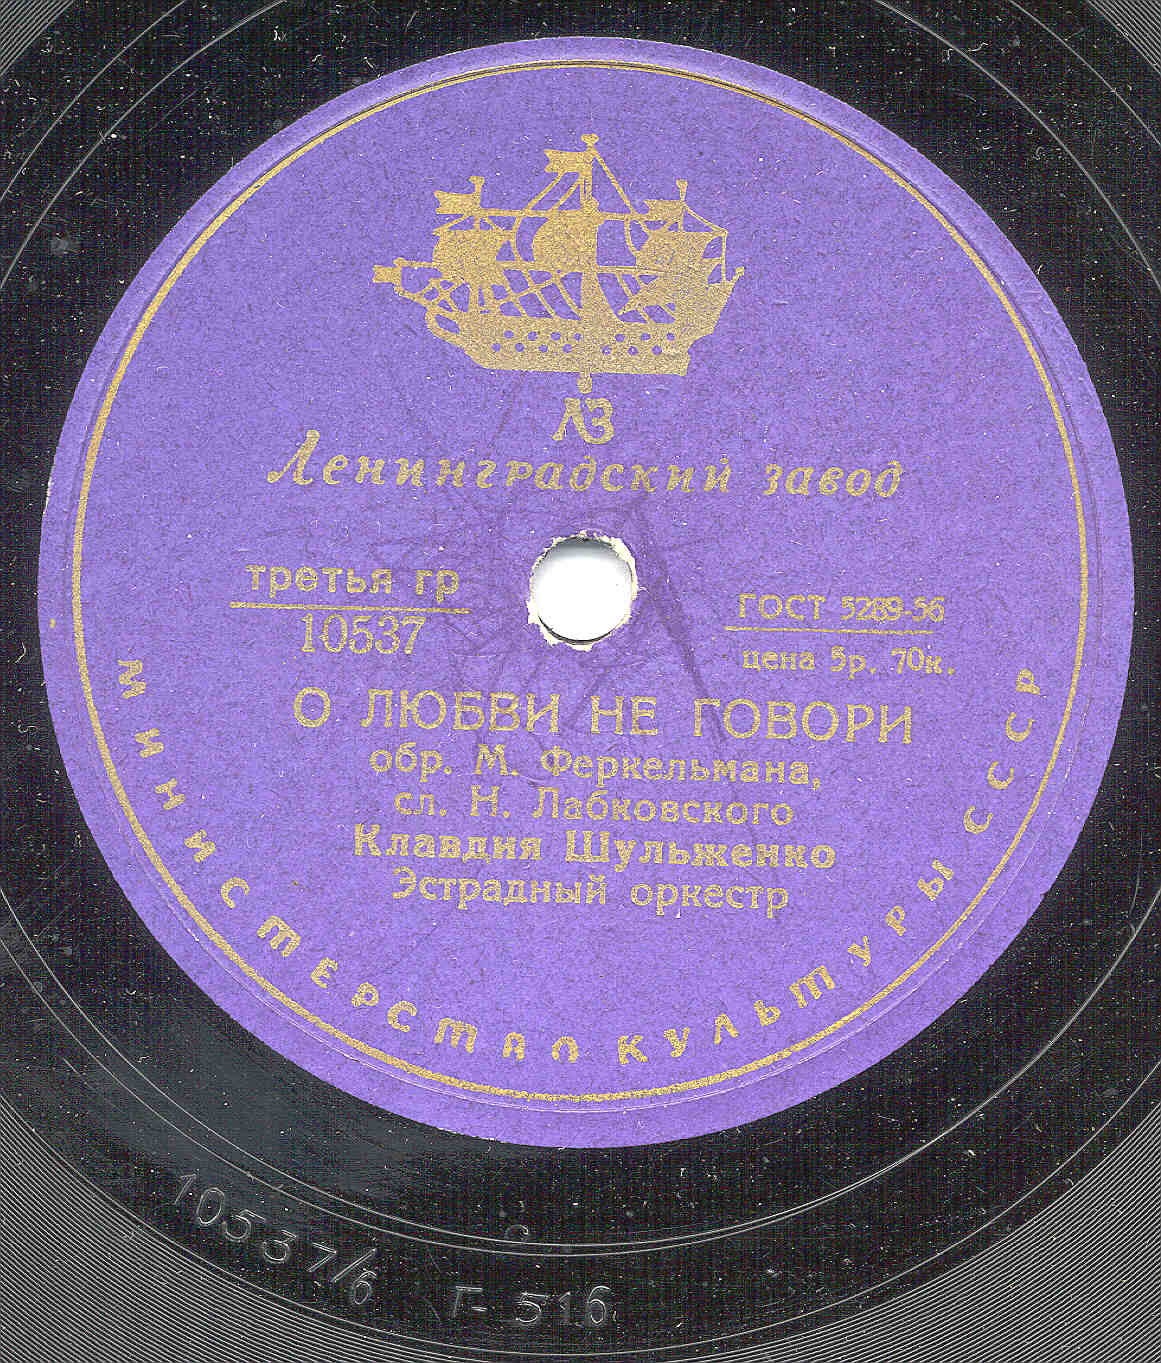 ЛЗ
Ленинградский завод
третья гр
10537
ГОСТ 5289-56
цена 5р. 70к.
О ЛЮБВИ НЕ ГОВОРИ
обр. М. Феркельмана,
сл. Н. Лабковского
Клавдия Шульженко
Эстрадный оркестр
МИНИСТЕРСТВО КУЛЬТУРЫ СССР
10537/6 Г- 516